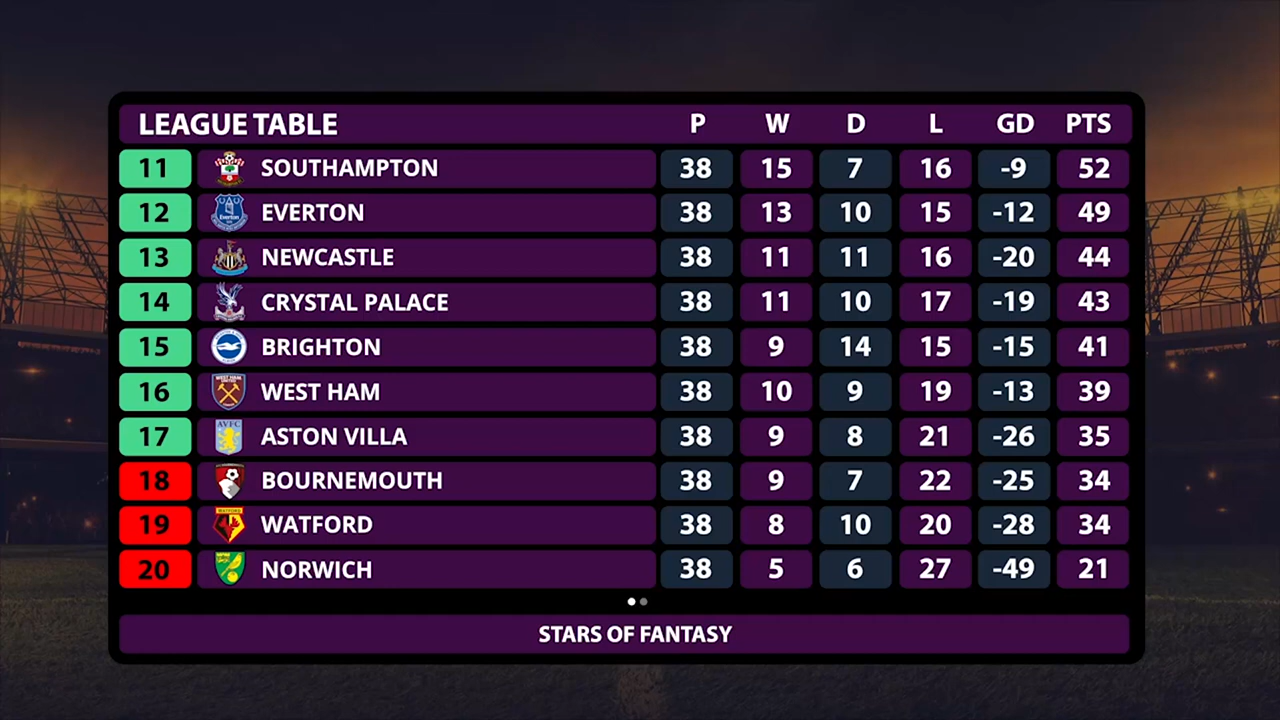 LEAGUE TABLE P W D L GD PTS
11 SOUTHAMPTON 38 15 7 16 -9 52
12 EVERTON 38 13 10 15 -12 49
13 NEWCASTLE 38 11 11 16 -20 44
14 CRYSTAL PALACE 38 11 10 17 -19 43
15 BRIGHTON 38 9 14 15 -15 41
16 WEST HAM 38 10 9 19 -13 39
17 ASTON VILLA 38 9 8 21 -26 35
18 BOURNEMOUTH 38 9 7 22 -25 34
19 WATFORD 38 8 10 20 -28 34
20 NORWICH 38 5 6 27 -49 21
STARS OF FANTASY